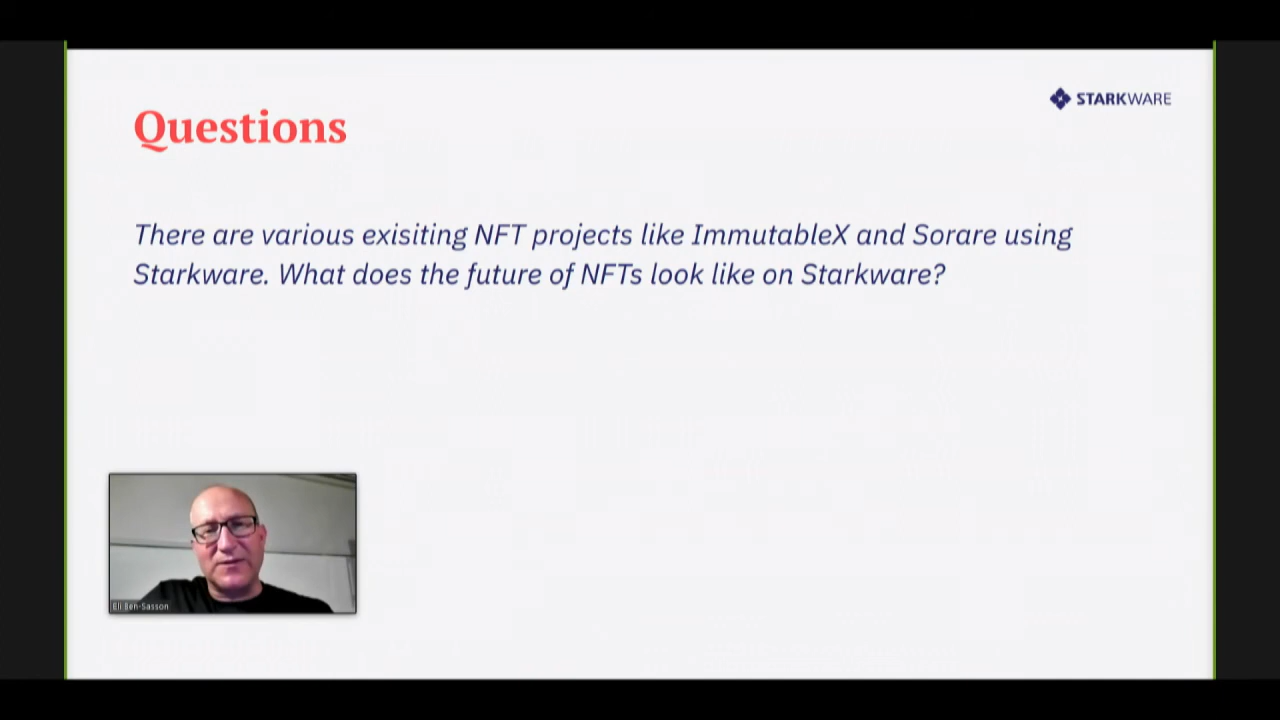 STARKWARE
Questions
There are various exisiting NFT projects like ImmutableX and Sorare using
Starkware. What does the future of NFTs look like on Starkware?
Eli Ben-Sasson